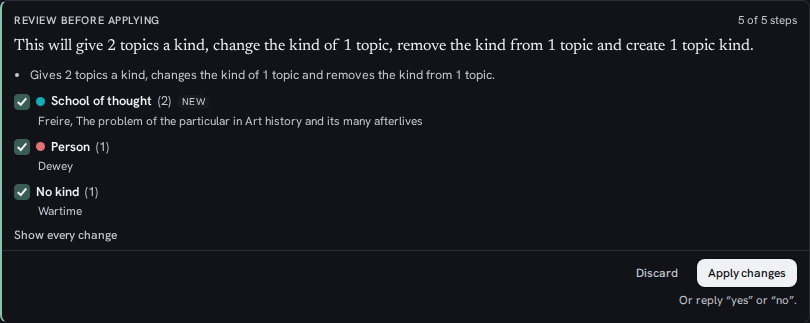 REVIEW BEFORE APPLYING
5 of 5 steps
This will give 2 topics a kind, change the kind of 1 topic, remove the kind from 1 topic and create 1 topic kind.
• Gives 2 topics a kind, changes the kind of 1 topic and removes the kind from 1 topic.
School of thought (2) NEW
Freire, The problem of the particular in Art history and its many afterlives
Person (1)
Dewey
No kind (1)
Wartime
Show every change
Discard
Apply changes
Or reply “yes” or “no”.